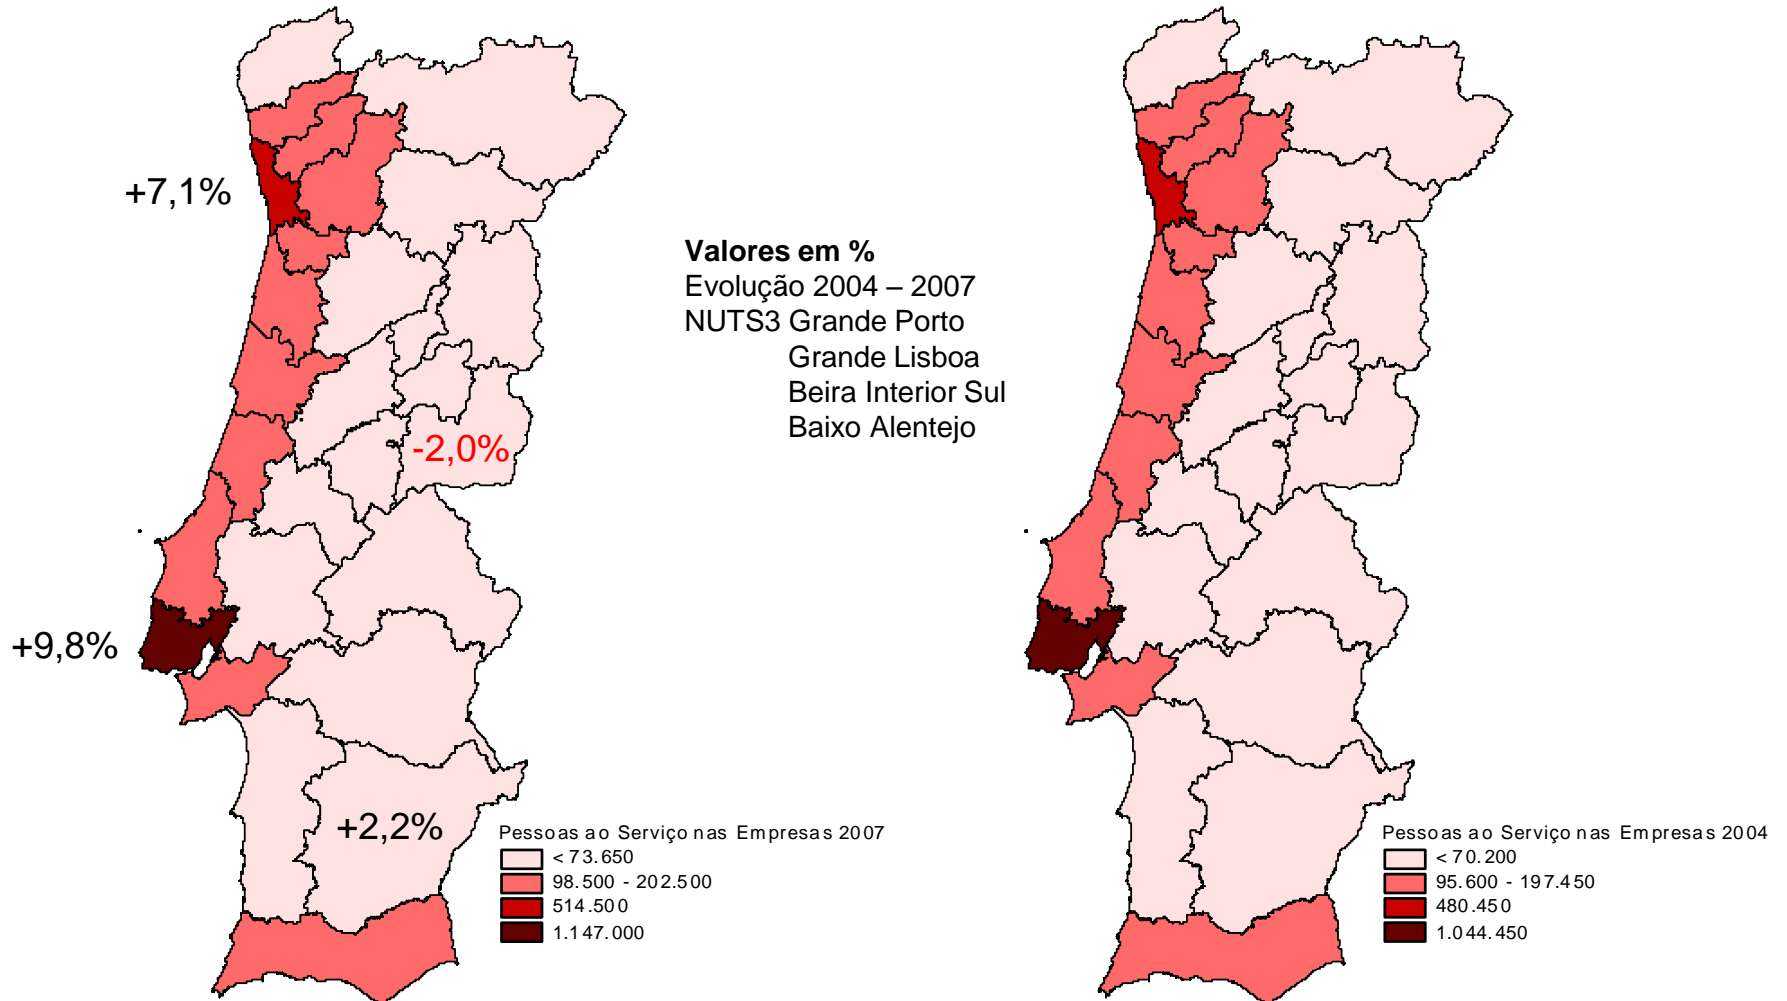 +7,1%
Valores em %
Evolução 2004 – 2007
NUTS3 Grande Porto
Grande Lisboa
Beira Interior Sul
Baixo Alentejo
-2,0%
+9,8%
+2,2%
Pessoas ao Serviço nas Empresas 2007
< 73.650
98.500 - 202.500
514.500
1.147.000
Pessoas ao Serviço nas Empresas 2004
< 70.200
95.600 - 197.450
480.450
1.044.450